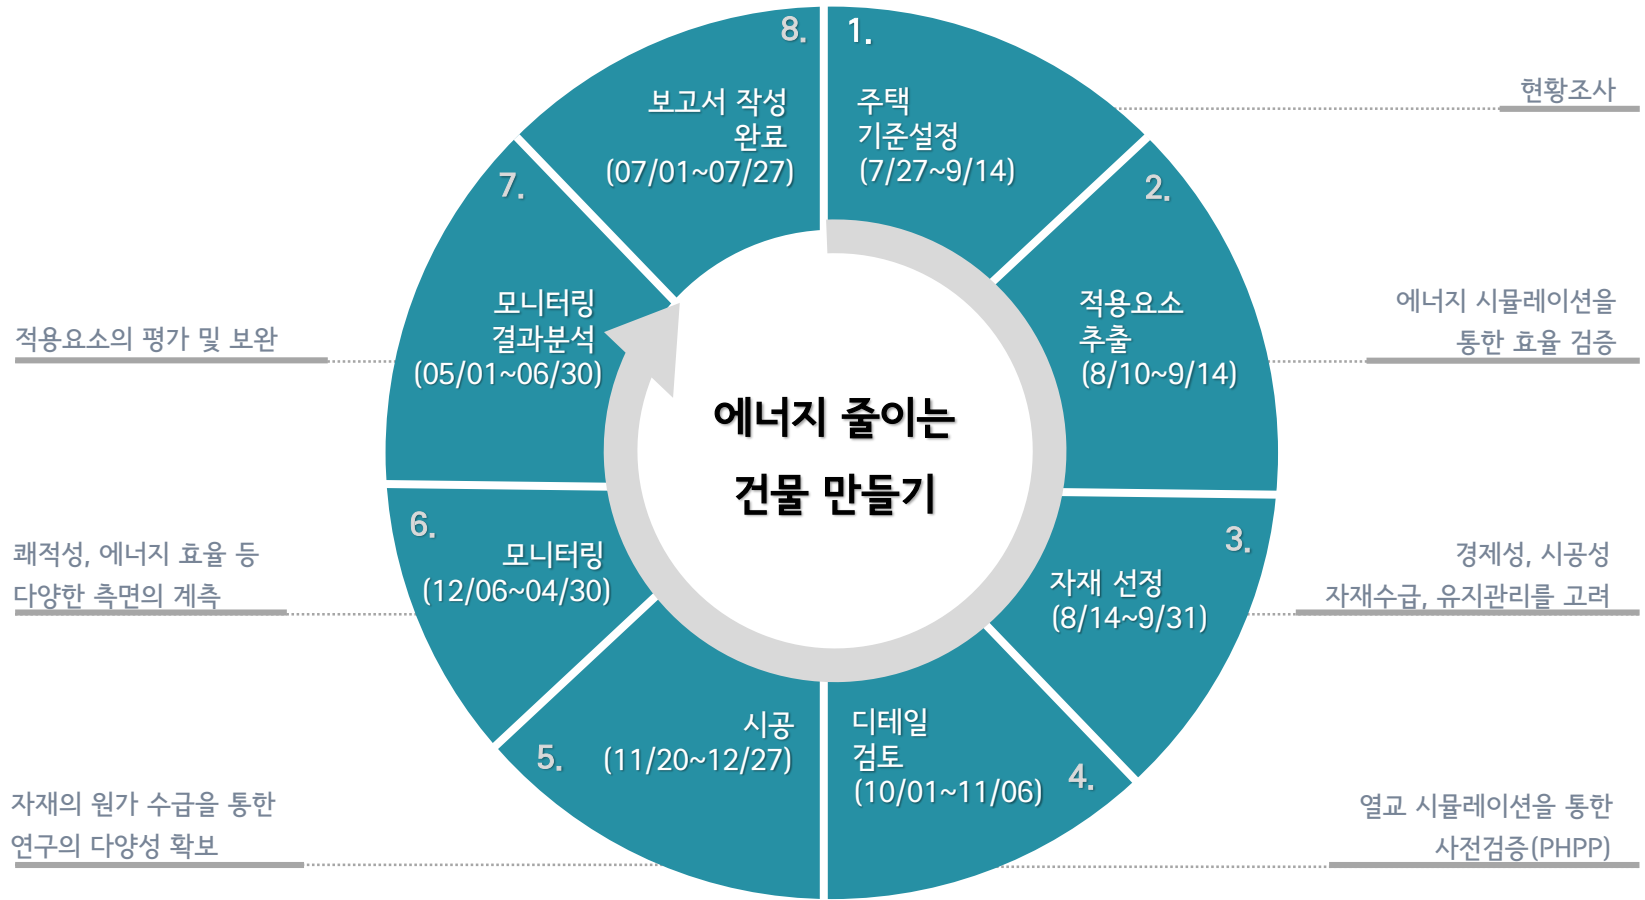 8.
보고서 작성
완료
(07/01~07/27)
1.
주택
기준설정
(7/27~9/14)
현황조사
2.
적용요소
추출
(8/10~9/14)
에너지 시뮬레이션을
통한 효율 검증
3.
자재 선정
(8/14~9/31)
경제성, 시공성
자재수급, 유지관리를 고려
4.
디테일
검토
(10/01~11/06)
열교 시뮬레이션을 통한
사전검증(PHPP)
5.
시공
(11/20~12/27)
자재의 원가 수급을 통한
연구의 다양성 확보
6.
모니터링
(12/06~04/30)
쾌적성, 에너지 효율 등
다양한 측면의 계측
7.
모니터링
결과분석
(05/01~06/30)
적용요소의 평가 및 보완
에너지 줄이는
건물 만들기